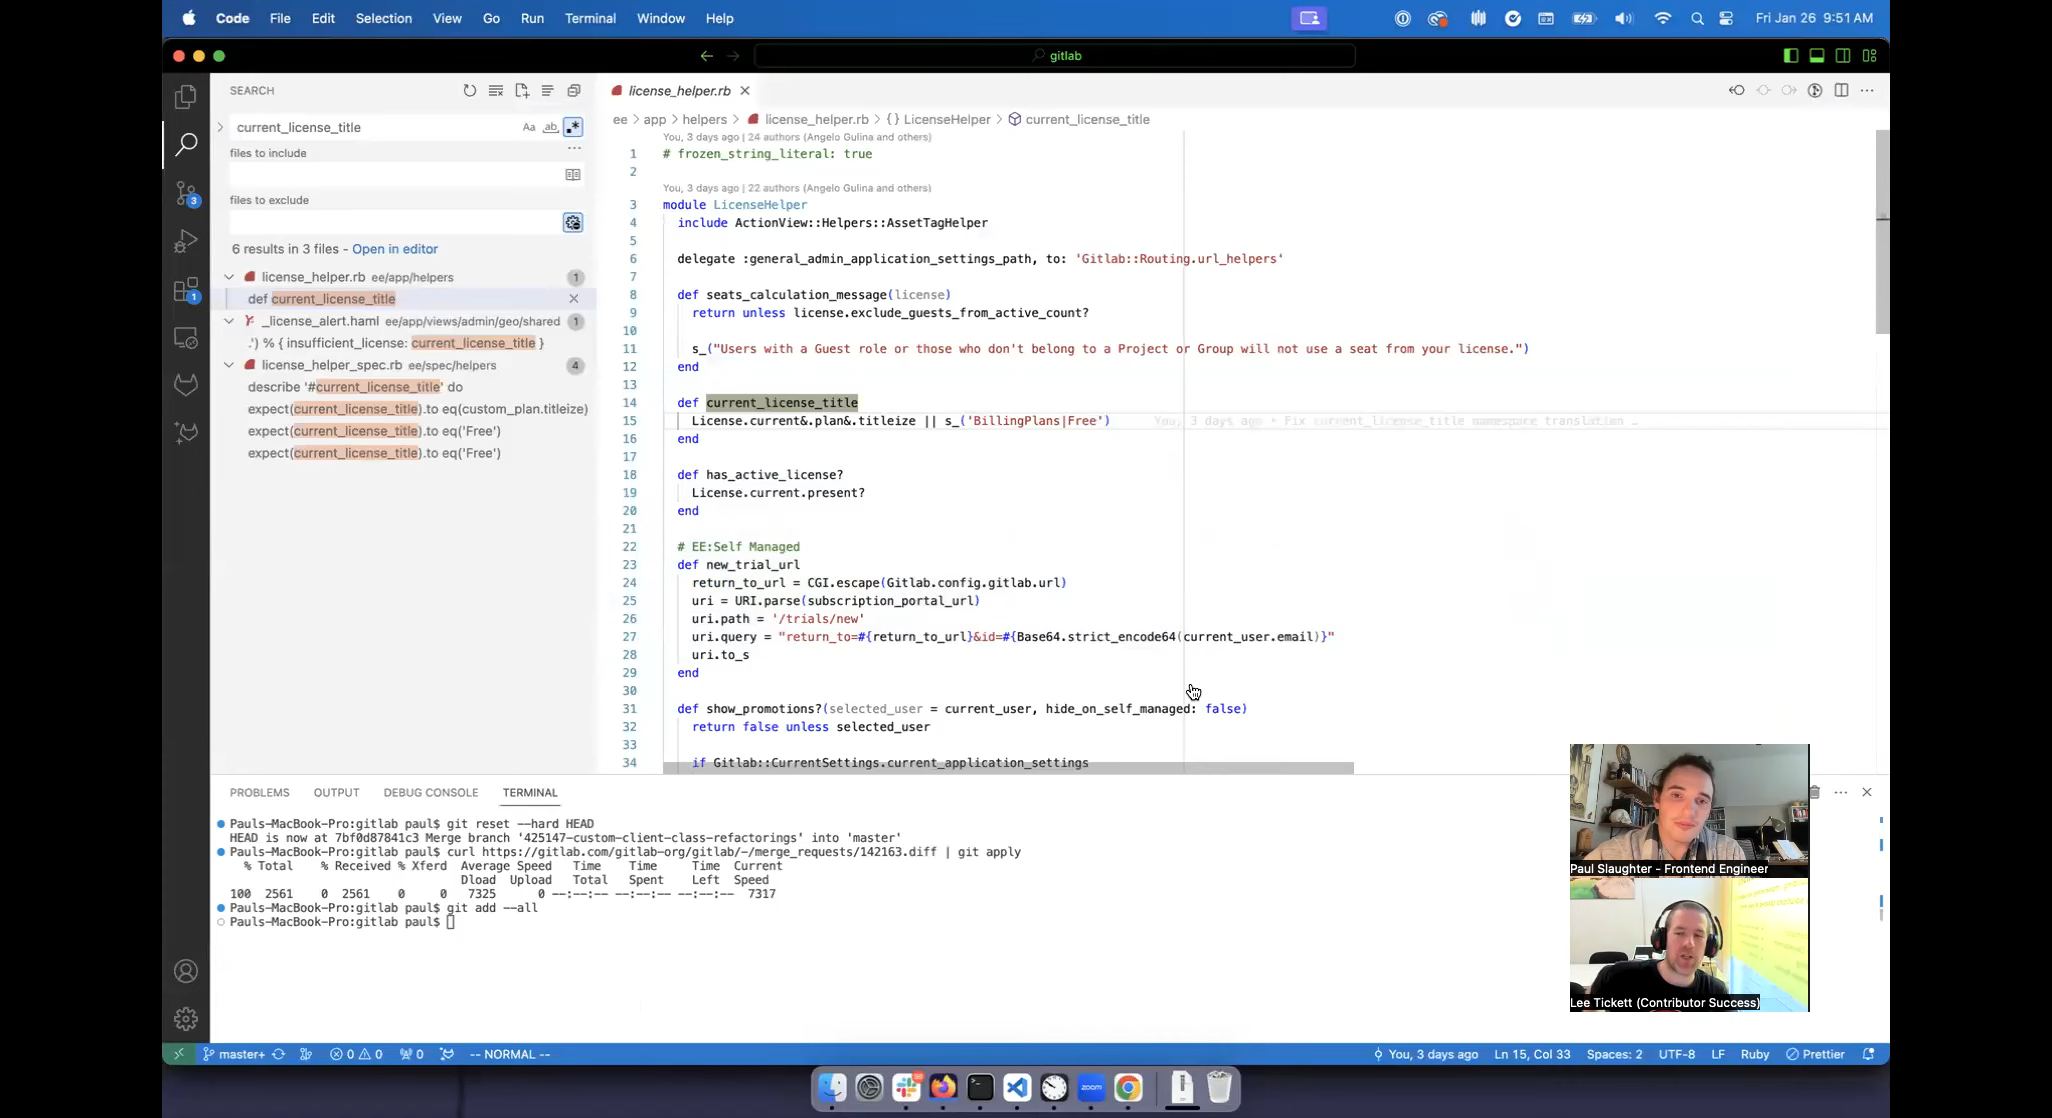 Code File Edit Selection View Go Run Terminal Window Help Fri Jan 26 9:51 AM
gitlab
SEARCH
current_license_title
Aa ab
files to include
files to exclude
6 results in 3 files - Open in editor
license_helper.rb ee/app/helpers 1
def current_license_title
_license_alert.haml ee/app/views/admin/geo/shared 1
.') % { insufficient_license: current_license_title }
license_helper_spec.rb ee/spec/helpers 4
describe '#current_license_title' do
expect(current_license_title).to eq(custom_plan.titleize)
expect(current_license_title).to eq('Free')
expect(current_license_title).to eq('Free')
3
1
license_helper.rb
ee > app > helpers > license_helper.rb > {} LicenseHelper > current_license_title
You, 3 days ago | 24 authors (Angelo Gulina and others)
1 # frozen_string_literal: true
2
You, 3 days ago | 22 authors (Angelo Gulina and others)
3 module LicenseHelper
4 include ActionView::Helpers::AssetTagHelper
5
6 delegate :general_admin_application_settings_path, to: 'Gitlab::Routing.url_helpers'
7
8 def seats_calculation_message(license)
9 return unless license.exclude_guests_from_active_count?
10
11 s_("Users with a Guest role or those who don't belong to a Project or Group will not use a seat from your license.")
12 end
13
14 def current_license_title
15 License.current&.plan&.titleize || s_('BillingPlans|Free') You, 3 days ago • Fix current_license_title namespace translation …
16 end
17
18 def has_active_license?
19 License.current.present?
20 end
21
22 # EE:Self Managed
23 def new_trial_url
24 return_to_url = CGI.escape(Gitlab.config.gitlab.url)
25 uri = URI.parse(subscription_portal_url)
26 uri.path = '/trials/new'
27 uri.query = "return_to=#{return_to_url}&id=#{Base64.strict_encode64(current_user.email)}"
28 uri.to_s
29 end
30
31 def show_promotions?(selected_user = current_user, hide_on_self_managed: false)
32 return false unless selected_user
33
34 if Gitlab::CurrentSettings.current_application_settings
PROBLEMS OUTPUT DEBUG CONSOLE TERMINAL
Pauls-MacBook-Pro:gitlab paul$ git reset --hard HEAD
HEAD is now at 7bf0d87841c3 Merge branch '425147-custom-client-class-refactorings' into 'master'
Pauls-MacBook-Pro:gitlab paul$ curl https://gitlab.com/gitlab-org/gitlab/-/merge_requests/142163.diff | git apply
% Total % Received % Xferd Average Speed Time Time Time Current
Dload Upload Total Spent Left Speed
100 2561 0 2561 0 0 7325 0 --:--:-- --:--:-- --:--:-- 7317
Pauls-MacBook-Pro:gitlab paul$ git add --all
Pauls-MacBook-Pro:gitlab paul$
Paul Slaughter - Frontend Engineer
Lee Tickett (Contributor Success)
master+ 0 0 0 -- NORMAL -- You, 3 days ago Ln 15, Col 33 Spaces: 2 UTF-8 LF Ruby Prettier
zoom